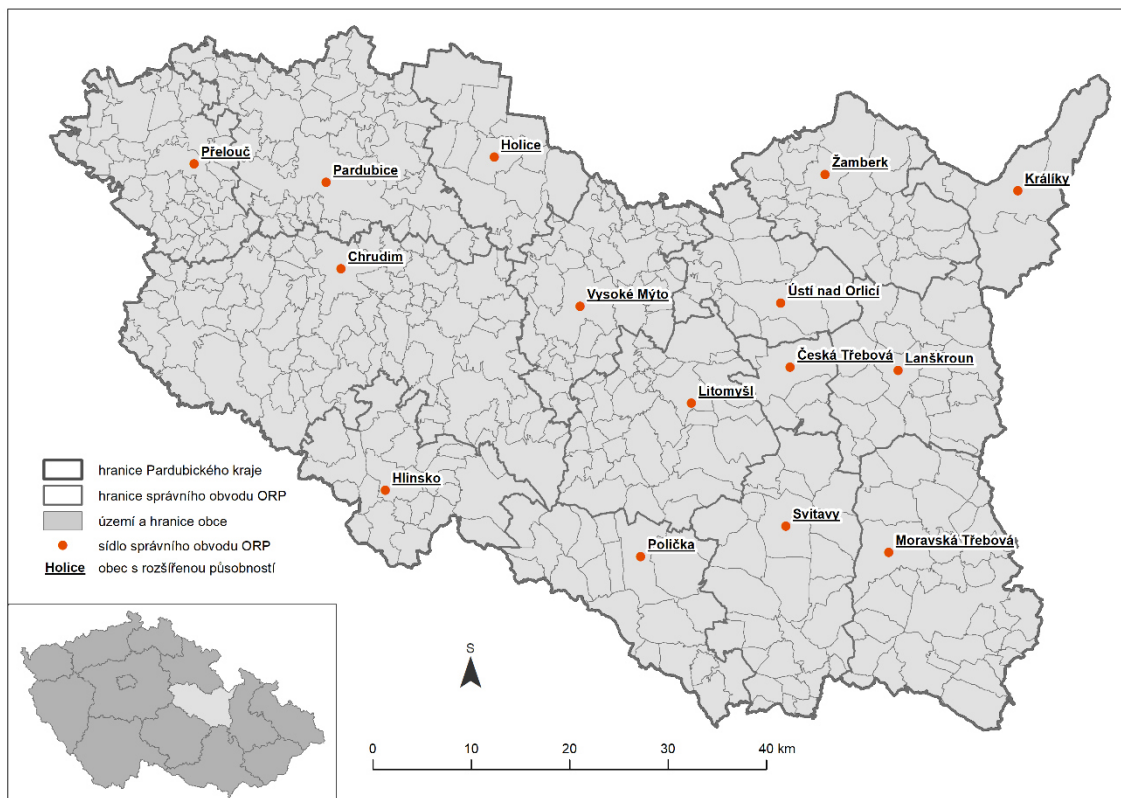 Holice
Přelouč
Pardubice
Žamberk
Králíky
Chrudim
Vysoké Mýto
Ústí nad Orlicí
Česká Třebová
Lanškroun
Litomyšl
Hlinsko
Svitavy
Polička
Moravská Třebová
hranice Pardubického kraje
hranice správního obvodu ORP
území a hranice obce
sídlo správního obvodu ORP
Holice obec s rozšířenou působností
S
0 10 20 40 km